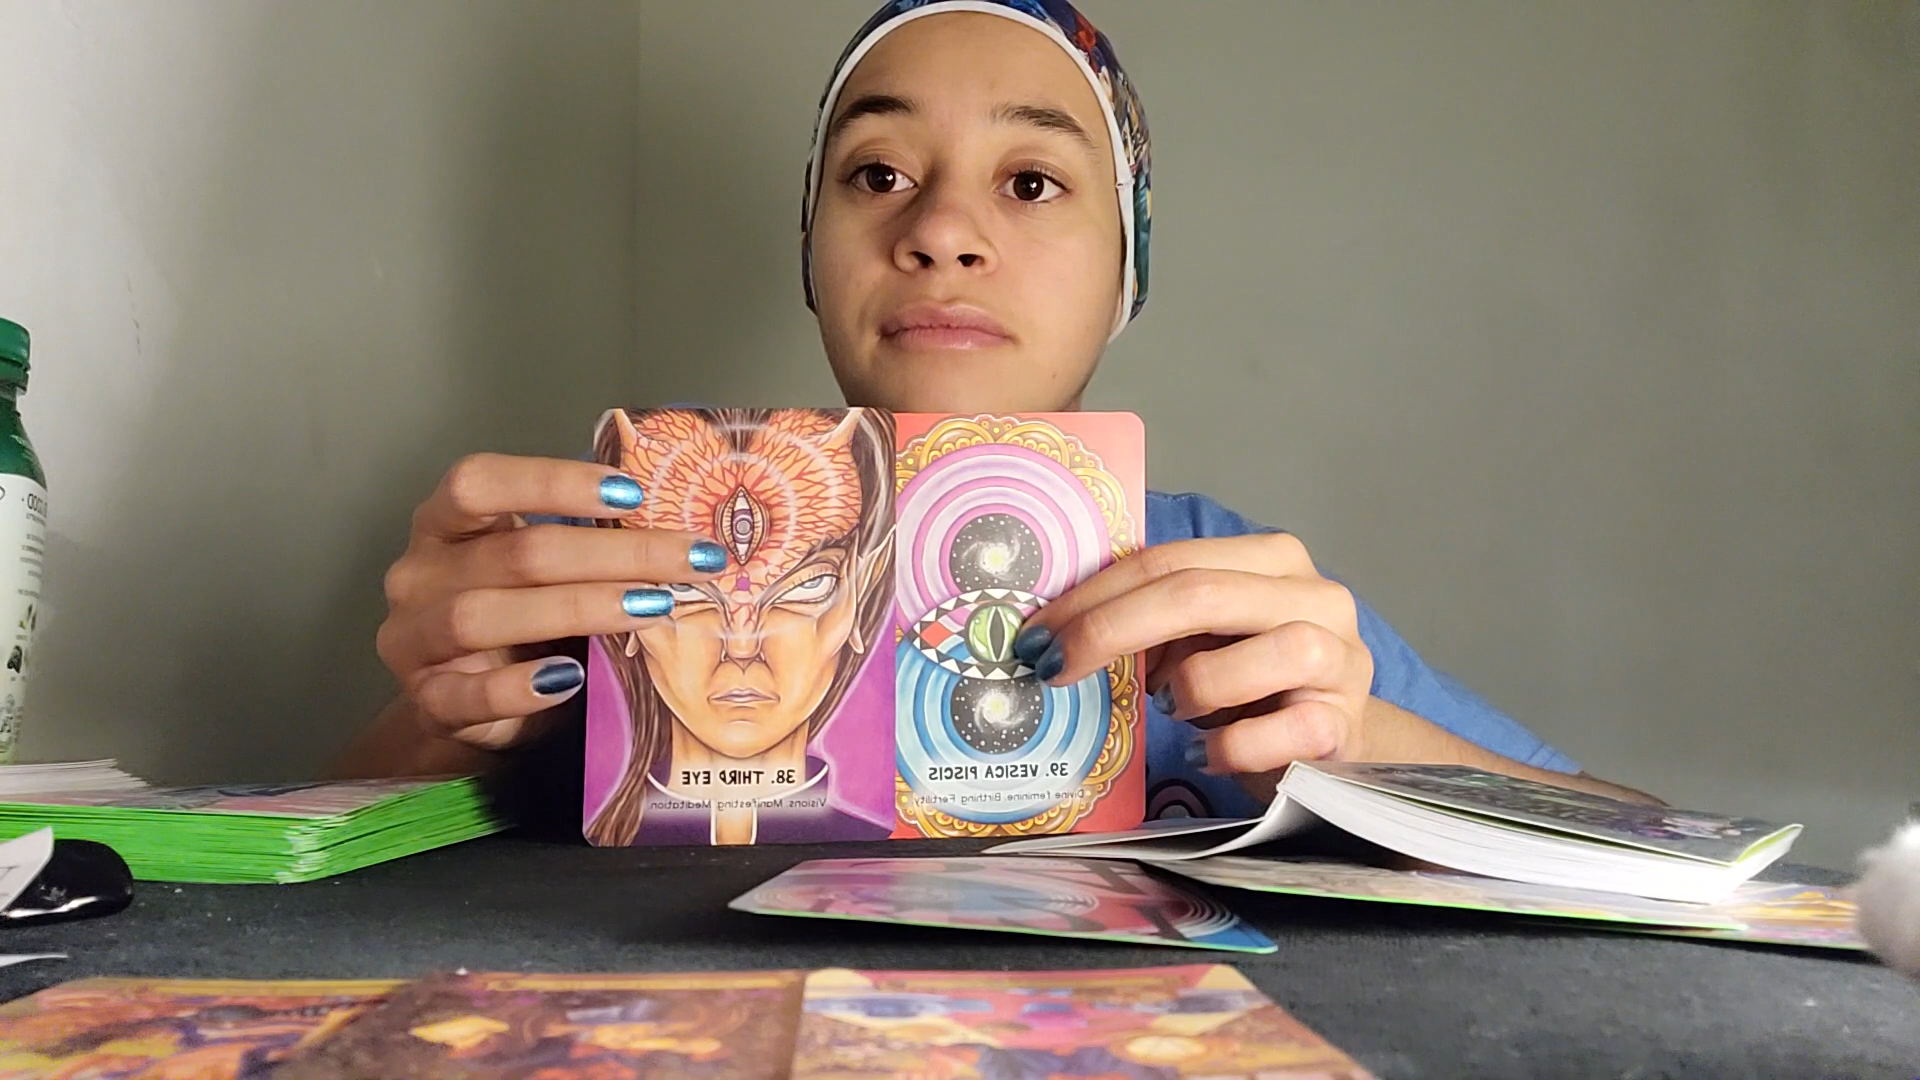 38. THIRD EYE
Visions. Manifesting. Meditation.
39. VESICA PISCIS
Divine feminine. Birthing. Fertility